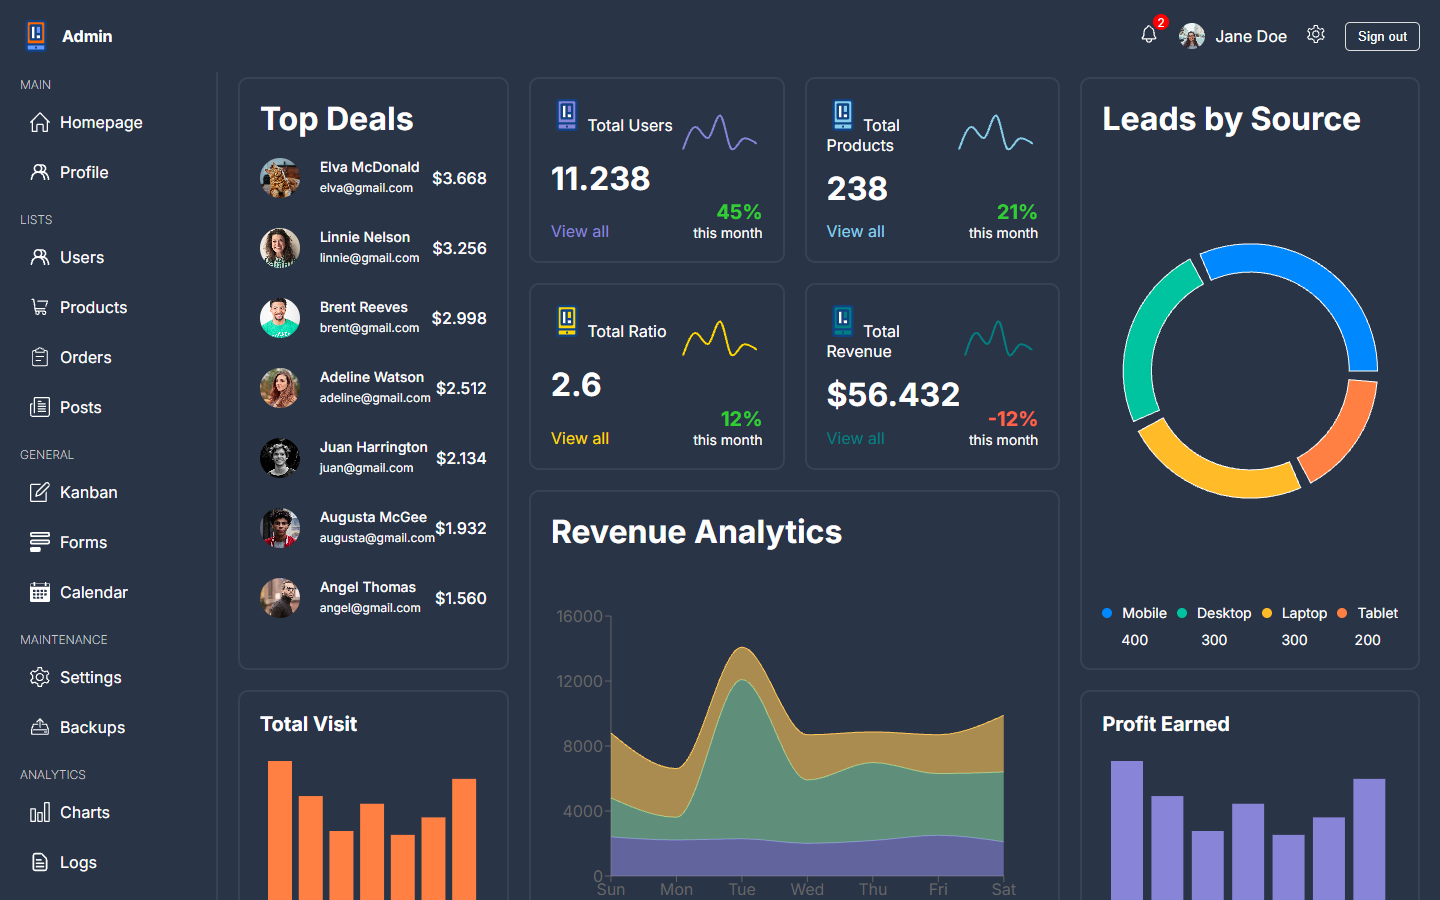 Admin
2
Jane Doe
Sign out
MAIN
Homepage
Profile
LISTS
Users
Products
Orders
Posts
GENERAL
Kanban
Forms
Calendar
MAINTENANCE
Settings
Backups
ANALYTICS
Charts
Logs
Top Deals
Elva McDonald
elva@gmail.com
$3.668
Linnie Nelson
linnie@gmail.com
$3.256
Brent Reeves
brent@gmail.com
$2.998
Adeline Watson
adeline@gmail.com
$2.512
Juan Harrington
juan@gmail.com
$2.134
Augusta McGee
augusta@gmail.com
$1.932
Angel Thomas
angel@gmail.com
$1.560
Total Visit
Total Users
11.238
View all
45%
this month
Total
Products
238
View all
21%
this month
Total Ratio
2.6
View all
12%
this month
Total
Revenue
$56.432
View all
-12%
this month
Revenue Analytics
16000
12000
8000
4000
0
Sun Mon Tue Wed Thu Fri Sat
Leads by Source
Mobile Desktop Laptop Tablet
400 300 300 200
Profit Earned